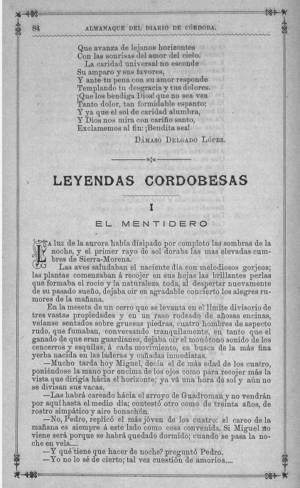 84 ALMANAQUE DEL DIARIO DE CÓRDOBA.
Que avanza de lejanos horizontes
Con las sonrisas del amor del cielo.
La caridad universal no esconde
Su amparo y sus favores,
Y ante tu pena con su amor responde
Templando tu desgracia y tus dolores.
¡Que los bendiga Dios! que no sea vea
Tanto dolor, tan formidable espanto;
Y ya que el sol de caridad alumbra,
Y Dios nos mira con cariño santo,
Exclamemos al fin: ¡Bendita sea!
DÁMASO DELGADO LÓPEZ.
LEYENDAS CORDOBESAS
I
EL MENTIDERO
La luz de la aurora había disipado por completo las sombras de la
noche, y el primer rayo de sol doraba las mas elevadas cumbres
de Sierra-Morena.
Las aves saludaban el naciente día con melodiosos gorjeos;
las plantas comenzaban á recojer en sus hojas las brillantes perlas
que formaba el rocío y la naturaleza toda, al despertar nuevamente
de su pasado sueño, dejaba oir en agradable concierto los alegres rumores
de la mañana.
En la meseta de un cerro que se levanta en el límite divisorio de
tres vastas propiedades y en un raso rodeado de añosas encinas,
veíanse sentados sobre gruesas piedras, cuatro hombres de aspecto
rudo, que fumaban, conversando tranquilamente, en tanto que el
ganado de que eran guardianes, dejaba oir el monótono sonido de los
cencerros y esquilas, á cada movimiento, en busca de la más fina
yerba nacida en las laderas y cañadas inmediatas.
—Mucho tarda hoy Miguel, decía el de más edad de los cuatro,
poniéndose la mano por encima de los ojos como para recojer más la
vista que dirigía hácia el horizonte; ya vá una hora de sol y aún no
se divisan sus vacas.
—Las habrá careado hácia el arroyo de Guadroman y no vendrán
por aquí hasta el medio dia; contestó otro como de treinta años, de
rostro simpático y aire bonachón.
—No, Pedro, replicó el más jóven de los cuatro: el careo de la
mañana es siempre á este lado como cosa convenida. Si Miguel no
viene será porque se habrá quedado dormido; cuando se pasa la noche
en vela....
—Y qué tiene que hacer de noche? preguntó Pedro.
—Yo no lo sé de cierto; tal vez cuestión de amoríos....